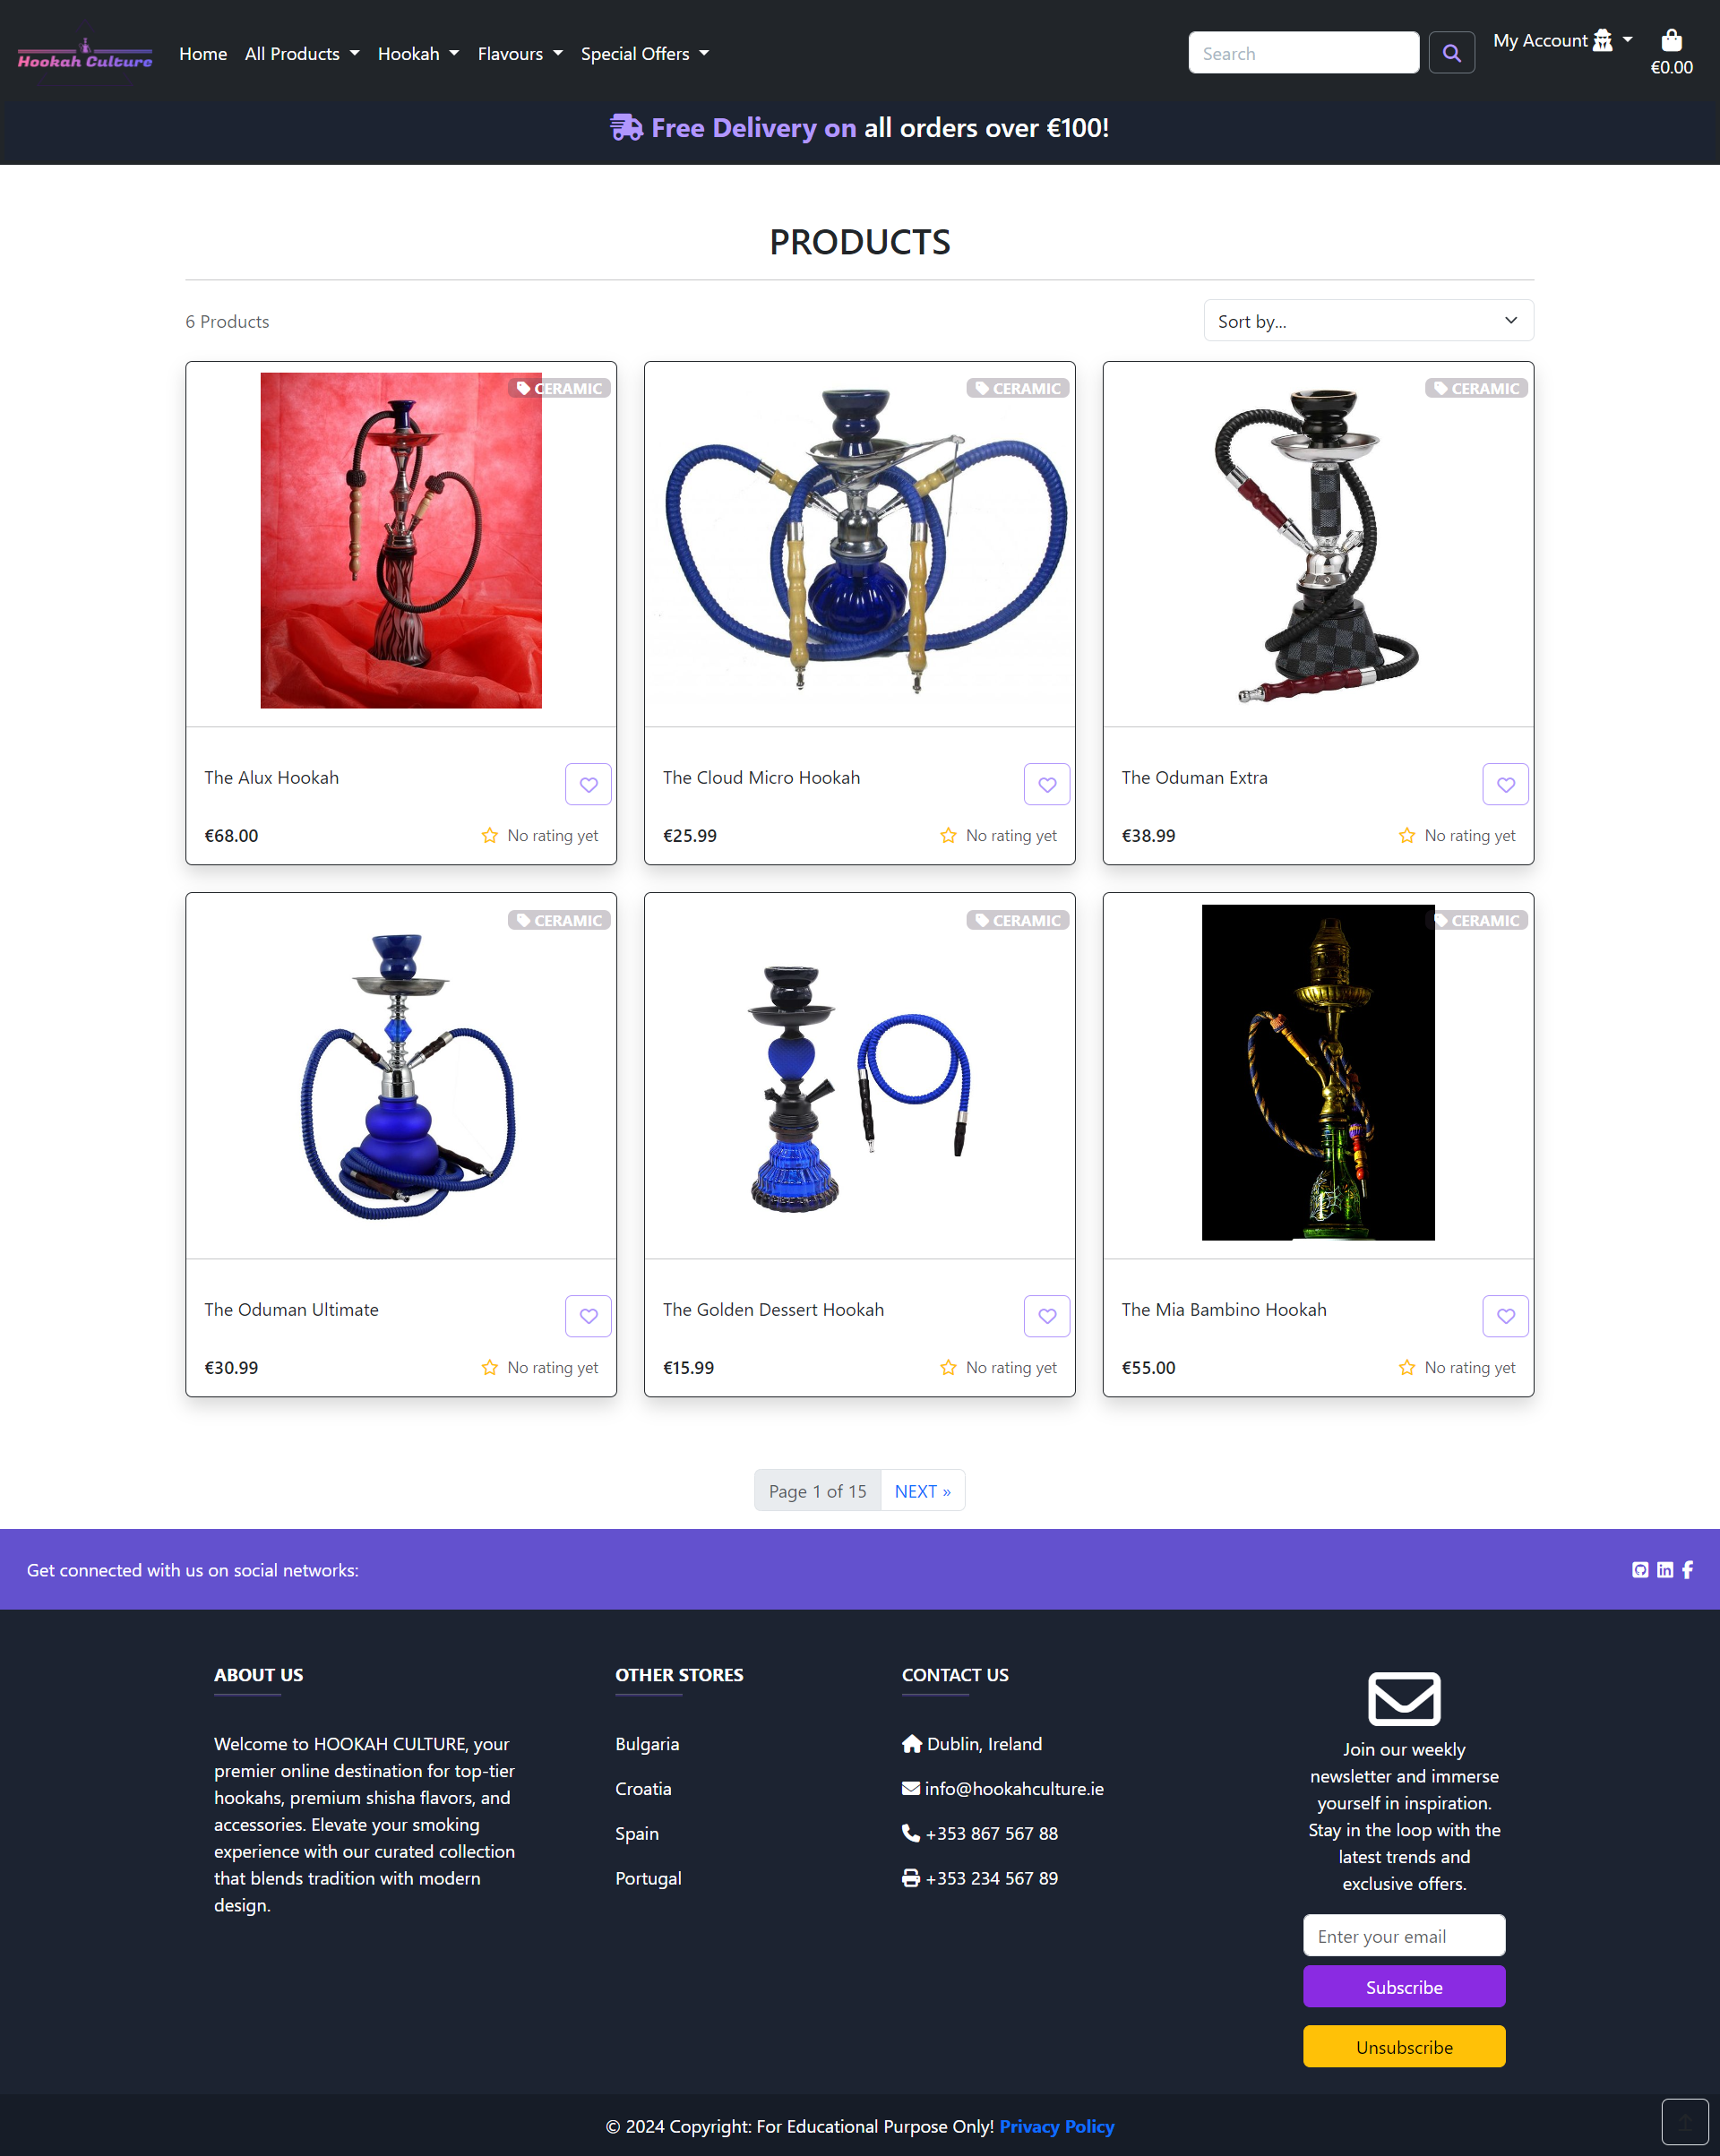 Hookah Culture
Home All Products Hookah Flavours Special Offers
Search
My Account
€0.00
Free Delivery on all orders over €100!
PRODUCTS
6 Products
Sort by...
CERAMIC
The Alux Hookah
€68.00
No rating yet
CERAMIC
The Cloud Micro Hookah
€25.99
No rating yet
CERAMIC
The Oduman Extra
€38.99
No rating yet
CERAMIC
The Oduman Ultimate
€30.99
No rating yet
CERAMIC
The Golden Dessert Hookah
€15.99
No rating yet
CERAMIC
The Mia Bambino Hookah
€55.00
No rating yet
Page 1 of 15 NEXT »
Get connected with us on social networks:
ABOUT US
Welcome to HOOKAH CULTURE, your
premier online destination for top-tier
hookahs, premium shisha flavors, and
accessories. Elevate your smoking
experience with our curated collection
that blends tradition with modern
design.
OTHER STORES
Bulgaria
Croatia
Spain
Portugal
CONTACT US
Dublin, Ireland
info@hookahculture.ie
+353 867 567 88
+353 234 567 89
Join our weekly
newsletter and immerse
yourself in inspiration.
Stay in the loop with the
latest trends and
exclusive offers.
Enter your email
Subscribe
Unsubscribe
© 2024 Copyright: For Educational Purpose Only! Privacy Policy